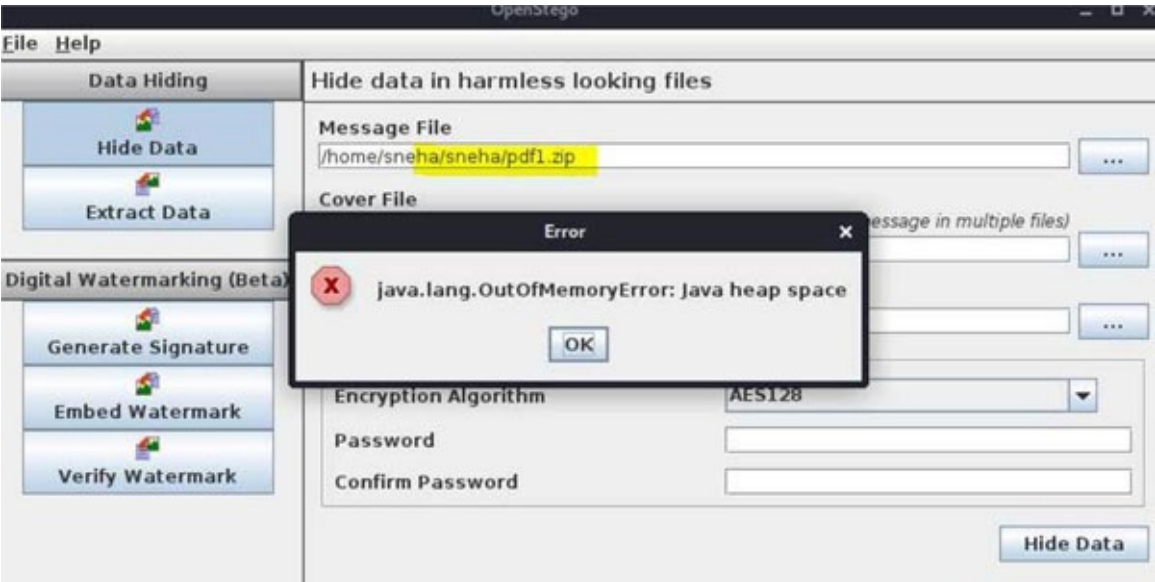 OpenStego
File Help
Data Hiding
Hide Data
Extract Data
Digital Watermarking (Beta)
Generate Signature
Embed Watermark
Verify Watermark
Hide data in harmless looking files
Message File
/home/sneha/sneha/pdf1.zip
...
Cover File
essage in multiple files)
...
...
Error
java.lang.OutOfMemoryError: Java heap space
OK
Encryption Algorithm AES128
Password
Confirm Password
Hide Data